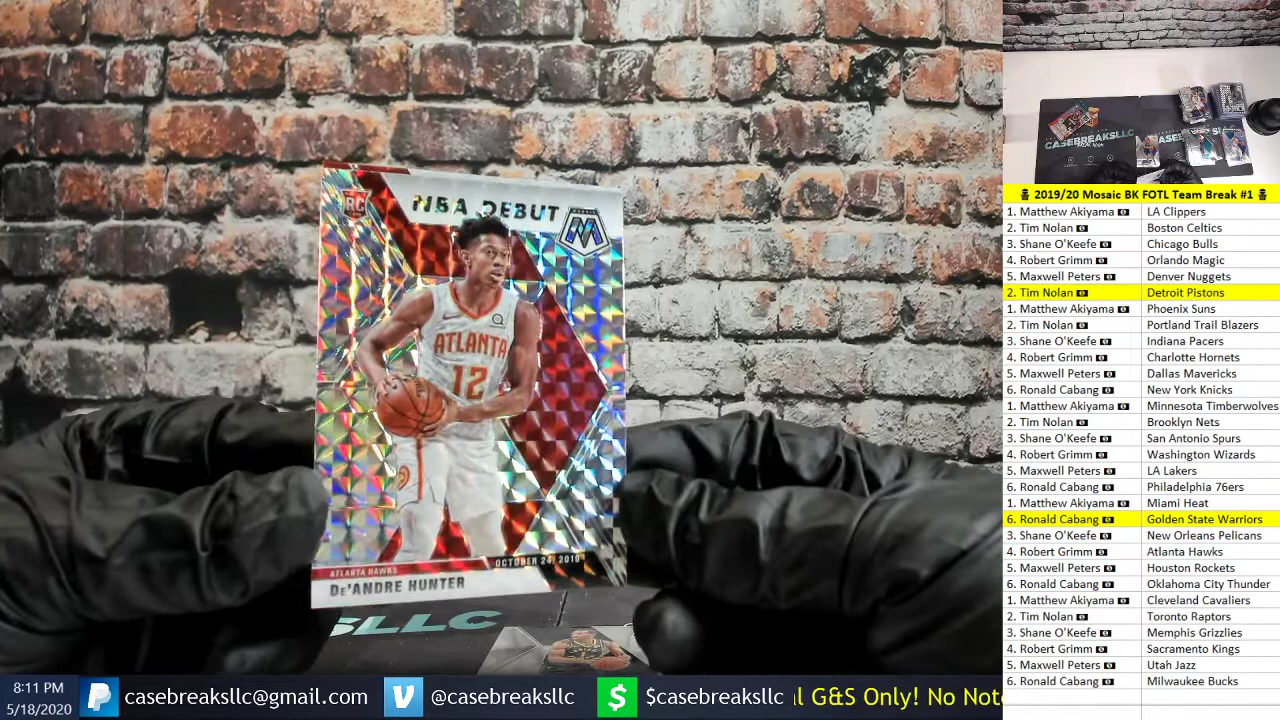 RC
NBA DEBUT
MOSAIC
ATLANTA
12
OCTOBER 24, 2019
ATLANTA HAWKS
DE'ANDRE HUNTER
SLLC
CASEBREAKSLLC
2019/20 Mosaic BK FOTL Team Break #1
1. Matthew Akiyama LA Clippers
2. Tim Nolan Boston Celtics
3. Shane O'Keefe Chicago Bulls
4. Robert Grimm Orlando Magic
5. Maxwell Peters Denver Nuggets
2. Tim Nolan Detroit Pistons
1. Matthew Akiyama Phoenix Suns
2. Tim Nolan Portland Trail Blazers
3. Shane O'Keefe Indiana Pacers
4. Robert Grimm Charlotte Hornets
5. Maxwell Peters Dallas Mavericks
6. Ronald Cabang New York Knicks
1. Matthew Akiyama Minnesota Timberwolves
2. Tim Nolan Brooklyn Nets
3. Shane O'Keefe San Antonio Spurs
4. Robert Grimm Washington Wizards
5. Maxwell Peters LA Lakers
6. Ronald Cabang Philadelphia 76ers
1. Matthew Akiyama Miami Heat
6. Ronald Cabang Golden State Warriors
3. Shane O'Keefe New Orleans Pelicans
4. Robert Grimm Atlanta Hawks
5. Maxwell Peters Houston Rockets
6. Ronald Cabang Oklahoma City Thunder
1. Matthew Akiyama Cleveland Cavaliers
2. Tim Nolan Toronto Raptors
3. Shane O'Keefe Memphis Grizzlies
4. Robert Grimm Sacramento Kings
5. Maxwell Peters Utah Jazz
6. Ronald Cabang Milwaukee Bucks
8:11 PM
5/18/2020
casebreaksllc@gmail.com @casebreaksllc $casebreaksllc l G&S Only! No Not